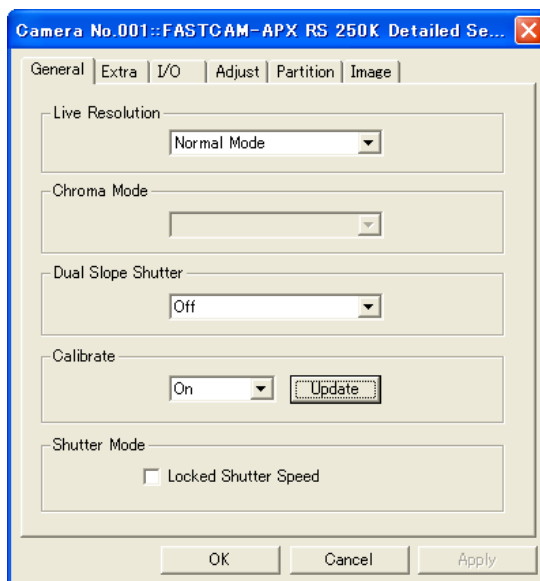 Camera No.001::FASTCAM-APX RS 250K Detailed Se...
General Extra I/O Adjust Partition Image
Live Resolution
Normal Mode
Chroma Mode
Dual Slope Shutter
Off
Calibrate
On Update
Shutter Mode
Locked Shutter Speed
OK Cancel Apply